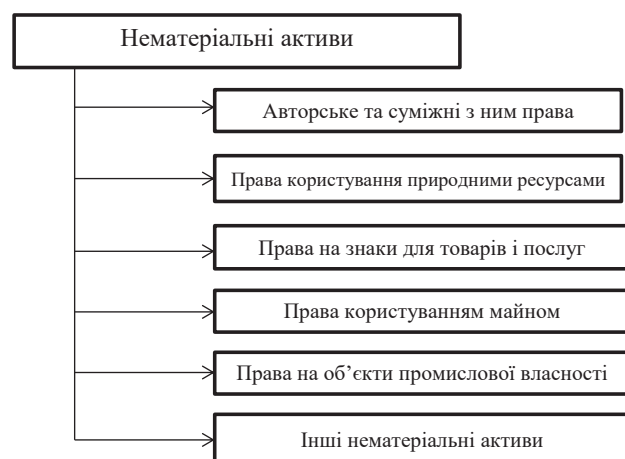 Нематеріальні активи
Авторське та суміжні з ним права
Права користування природними ресурсами
Права на знаки для товарів і послуг
Права користуванням майном
Права на об’єкти промислової власності
Інші нематеріальні активи